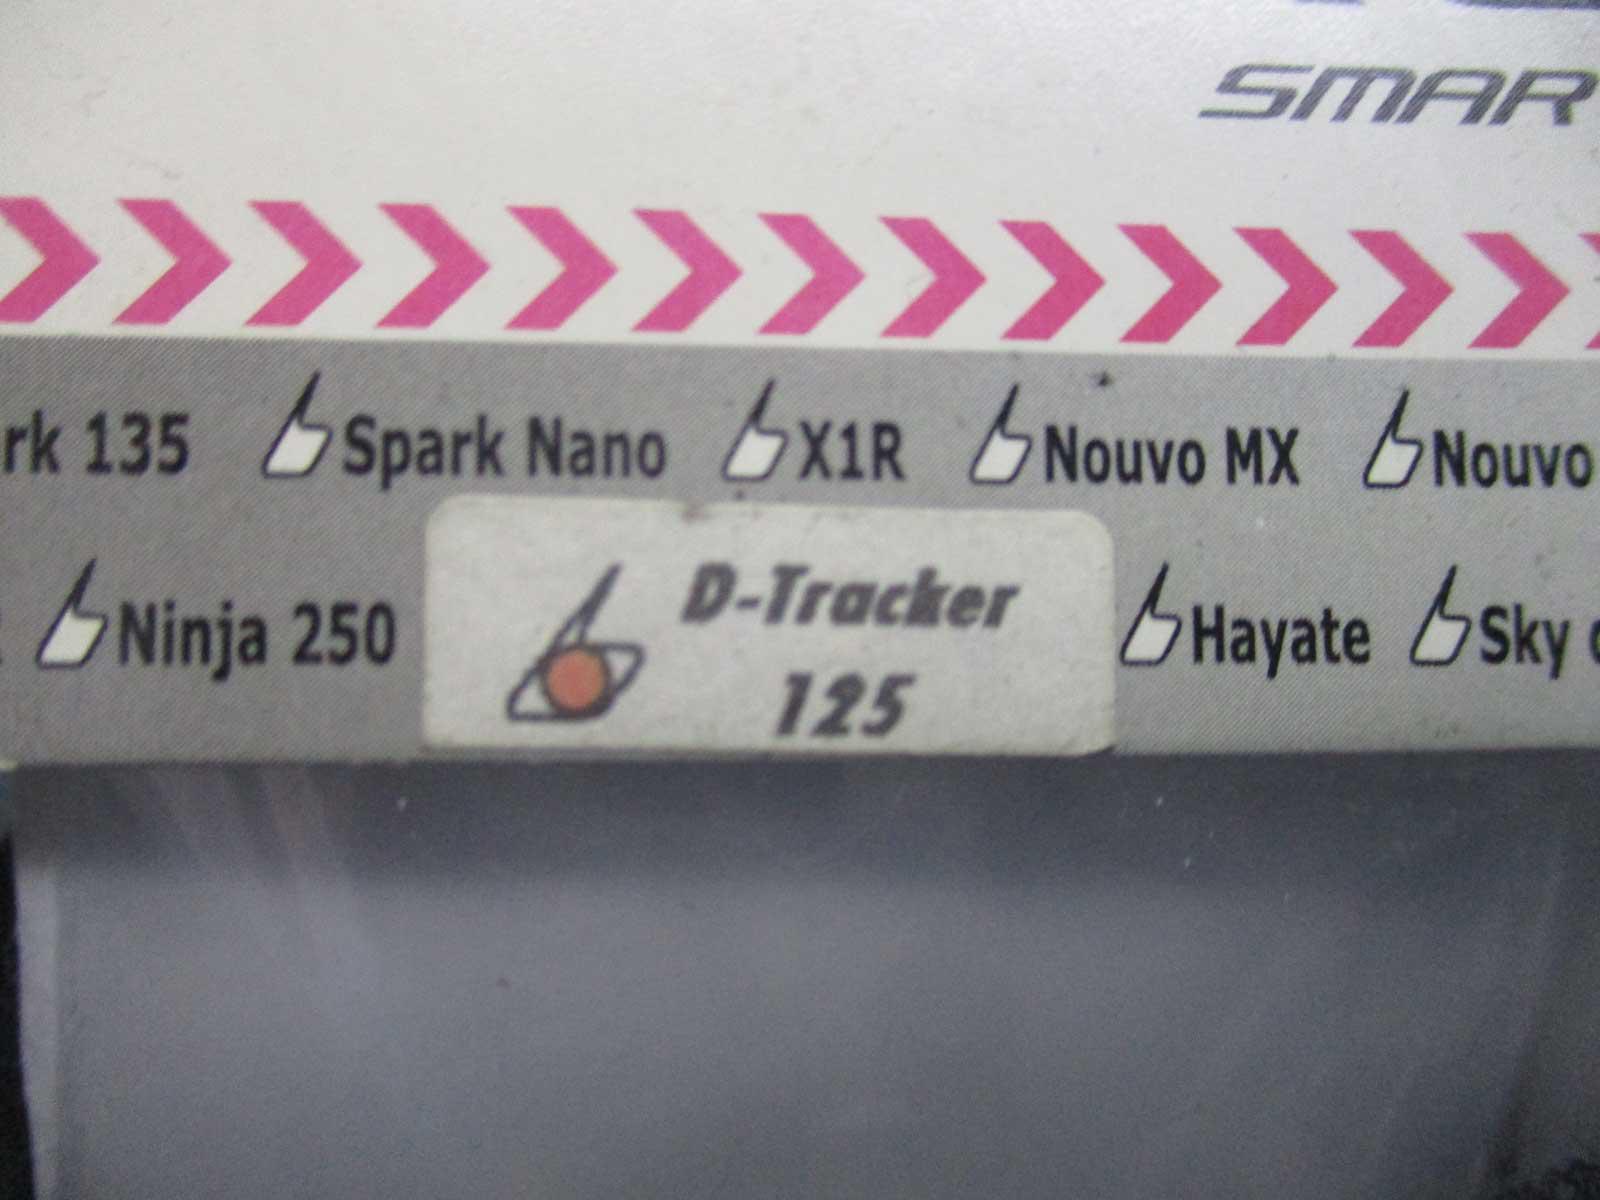 SMAR
rk 135 Spark Nano X1R Nouvo MX Nouvo
Ninja 250 D-Tracker 125 Hayate Sky